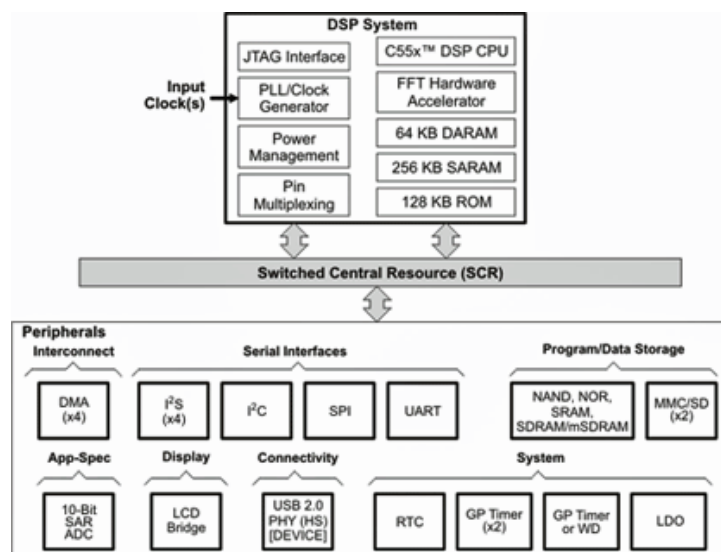 DSP System
JTAG Interface
C55x™ DSP CPU
Input
Clock(s)
PLL/Clock
Generator
FFT Hardware
Accelerator
Power
Management
64 KB DARAM
256 KB SARAM
Pin
Multiplexing
128 KB ROM
Switched Central Resource (SCR)
Peripherals
Interconnect
Serial Interfaces
Program/Data Storage
DMA
(x4)
I²S
(x4)
I²C
SPI
UART
NAND, NOR,
SRAM,
SDRAM/mSDRAM
MMC/SD
(x2)
App-Spec
Display
Connectivity
System
10-Bit
SAR
ADC
LCD
Bridge
USB 2.0
PHY (HS)
[DEVICE]
RTC
GP Timer
(x2)
GP Timer
or WD
LDO